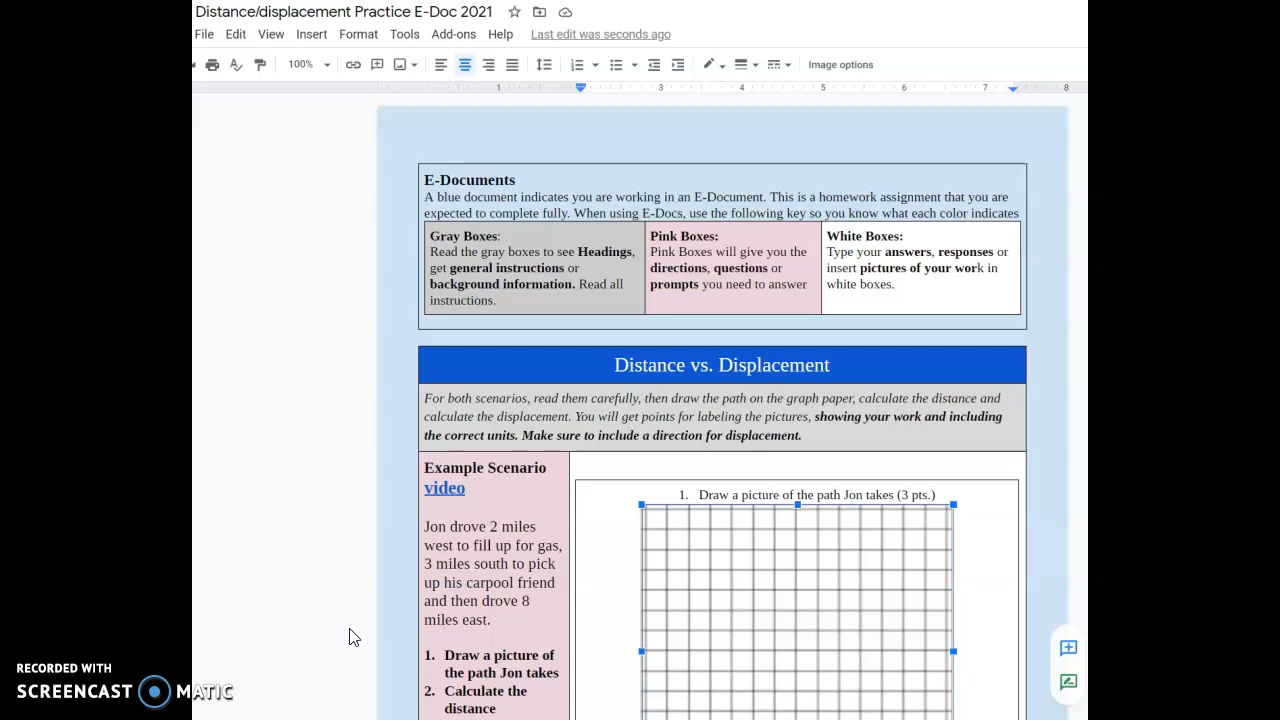 Distance/displacement Practice E-Doc 2021
File Edit View Insert Format Tools Add-ons Help Last edit was seconds ago
100% Image options
1 3 4 5 6 7 8
E-Documents
A blue document indicates you are working in an E-Document. This is a homework assignment that you are
expected to complete fully. When using E-Docs, use the following key so you know what each color indicates
Gray Boxes:
Read the gray boxes to see Headings,
get general instructions or
background information. Read all
instructions.
Pink Boxes:
Pink Boxes will give you the
directions, questions or
prompts you need to answer
White Boxes:
Type your answers, responses or
insert pictures of your work in
white boxes.
Distance vs. Displacement
For both scenarios, read them carefully, then draw the path on the graph paper, calculate the distance and
calculate the displacement. You will get points for labeling the pictures, showing your work and including
the correct units. Make sure to include a direction for displacement.
Example Scenario
video
Jon drove 2 miles
west to fill up for gas,
3 miles south to pick
up his carpool friend
and then drove 8
miles east.
1. Draw a picture of
the path Jon takes
2. Calculate the
distance
1. Draw a picture of the path Jon takes (3 pts.)
RECORDED WITH
SCREENCAST MATIC